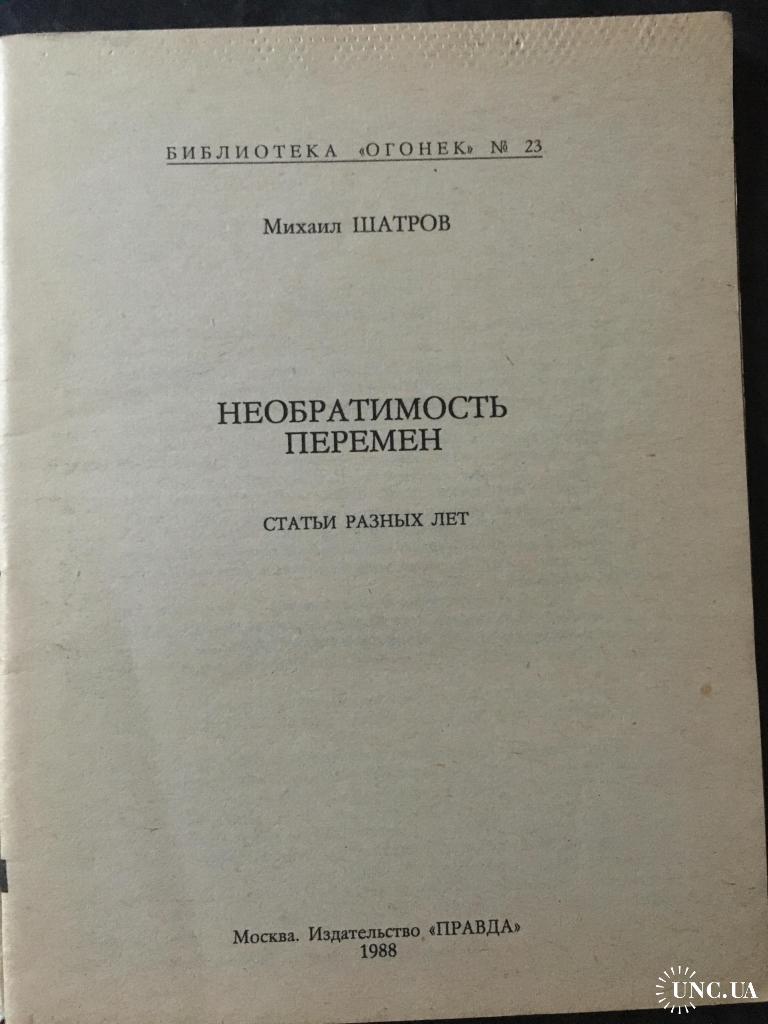 БИБЛИОТЕКА «ОГОНЕК» № 23
Михаил ШАТРОВ
НЕОБРАТИМОСТЬ
ПЕРЕМЕН
СТАТЬИ РАЗНЫХ ЛЕТ
Москва. Издательство «ПРАВДА»
1988
UNC.UA